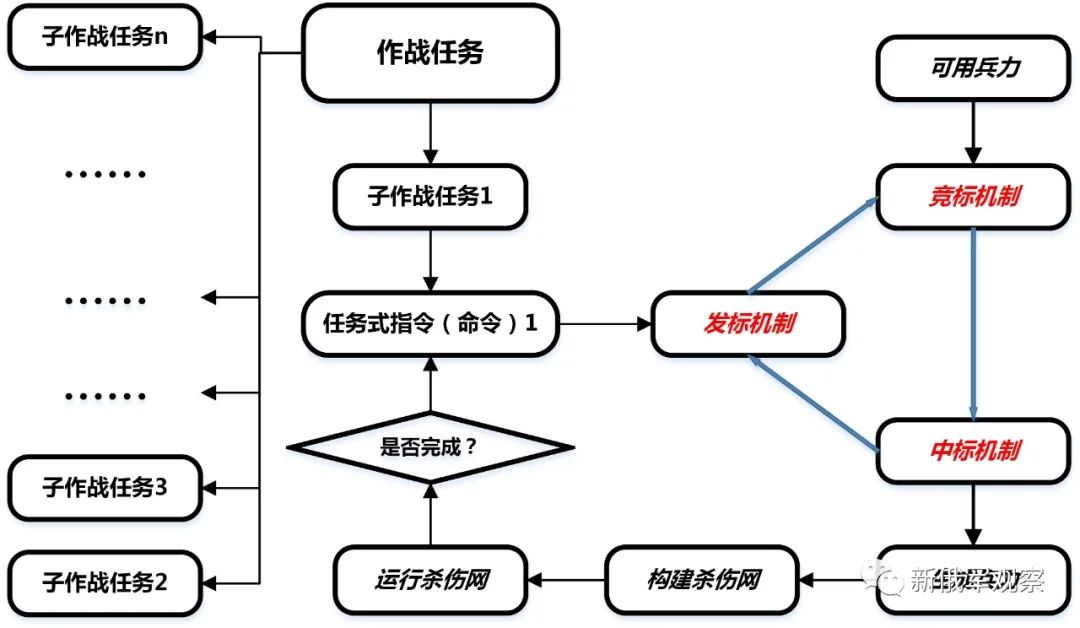 子作战任务n
作战任务
可用兵力
......
子作战任务1
竞标机制
......
任务式指令（命令）1
发标机制
......
是否完成？
中标机制
子作战任务3
子作战任务2
运行杀伤网
构建杀伤网
新俄军观察